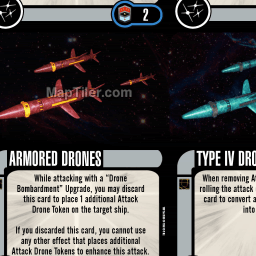 2
MapTiler.com
ARMORED DRONES
While attacking with a "Drone
Bombardment" Upgrade, you may discard
this card to place 1 additional Attack
Drone Token on the target ship.
If you discarded this card, you cannot use
any other effect that places additional
Attack Drone Tokens to enhance this attack.
TYPE IV DRO
When removing At
rolling the attack
card to convert a
into